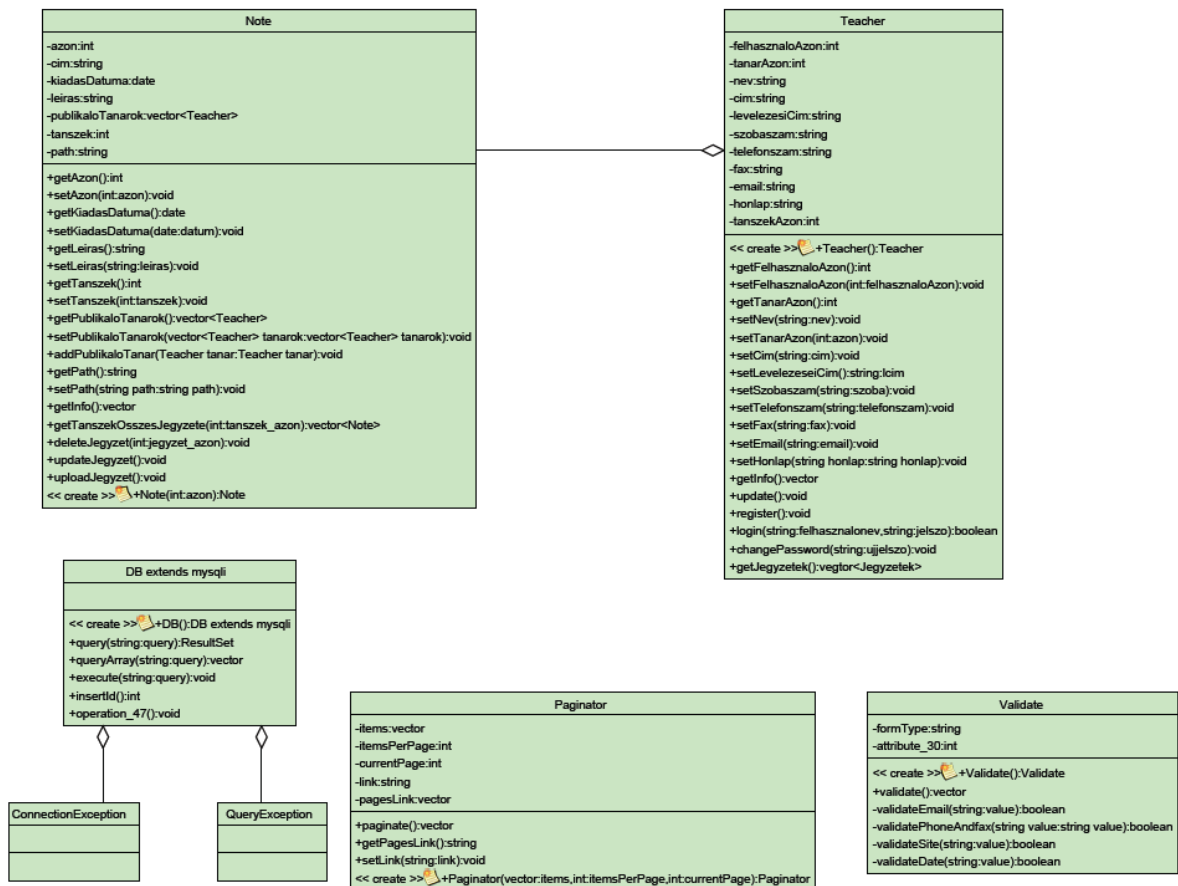 Note
-azon:int
-cim:string
-kiadasDatuma:date
-leiras:string
-publikaloTanarok:vector<Teacher>
-tanszek:int
-path:string
+getAzon():int
+setAzon(int:azon):void
+getKiadasDatuma():date
+setKiadasDatuma(date:datum):void
+getLeiras():string
+setLeiras(string:leiras):void
+getTanszek():int
+setTanszek(int:tanszek):void
+getPublikaloTanarok():vector<Teacher>
+setPublikaloTanarok(vector<Teacher> tanarok:vector<Teacher> tanarok):void
+addPublikaloTanar(Teacher tanar:Teacher tanar):void
+getPath():string
+setPath(string path:string path):void
+getInfo():vector
+getTanszekOsszesJegyzete(int:tanszek_azon):vector<Note>
+deleteJegyzet(int:jegyzet_azon):void
+updateJegyzet():void
+uploadJegyzet():void
<< create >>+Note(int:azon):Note
Teacher
-felhasznaloAzon:int
-tanarAzon:int
-nev:string
-cim:string
-levelezesiCim:string
-szobaszam:string
-telefonszam:string
-fax:string
-email:string
-honlap:string
-tanszekAzon:int
<< create >>+Teacher():Teacher
+getFelhasznaloAzon():int
+setFelhasznaloAzon(int:felhasznaloAzon):void
+getTanarAzon():int
+setNev(string:nev):void
+setTanarAzon(int:azon):void
+setCim(string:cim):void
+setLevelezeseiCim():string:lcim
+setSzobaszam(string:szoba):void
+setTelefonszam(string:telefonszam):void
+setFax(string:fax):void
+setEmail(string:email):void
+setHonlap(string honlap:string honlap):void
+getInfo():vector
+update():void
+register():void
+login(string:felhasznalonev,string:jelszo):boolean
+changePassword(string:ujjelszo):void
+getJegyzetek():vegtor<Jegyzetek>
DB extends mysqli
<< create >>+DB():DB extends mysqli
+query(string:query):ResultSet
+queryArray(string:query):vector
+execute(string:query):void
+insertId():int
+operation_47():void
ConnectionException
QueryException
Paginator
-items:vector
-itemsPerPage:int
-currentPage:int
-link:string
-pagesLink:vector
+paginate():vector
+getPagesLink():string
+setLink(string:link):void
<< create >>+Paginator(vector:items,int:itemsPerPage,int:currentPage):Paginator
Validate
-formType:string
-attribute_30:int
<< create >>+Validate():Validate
+validate():vector
-validateEmail(string:value):boolean
-validatePhoneAndfax(string value:string value):boolean
-validateSite(string:value):boolean
-validateDate(string:value):boolean